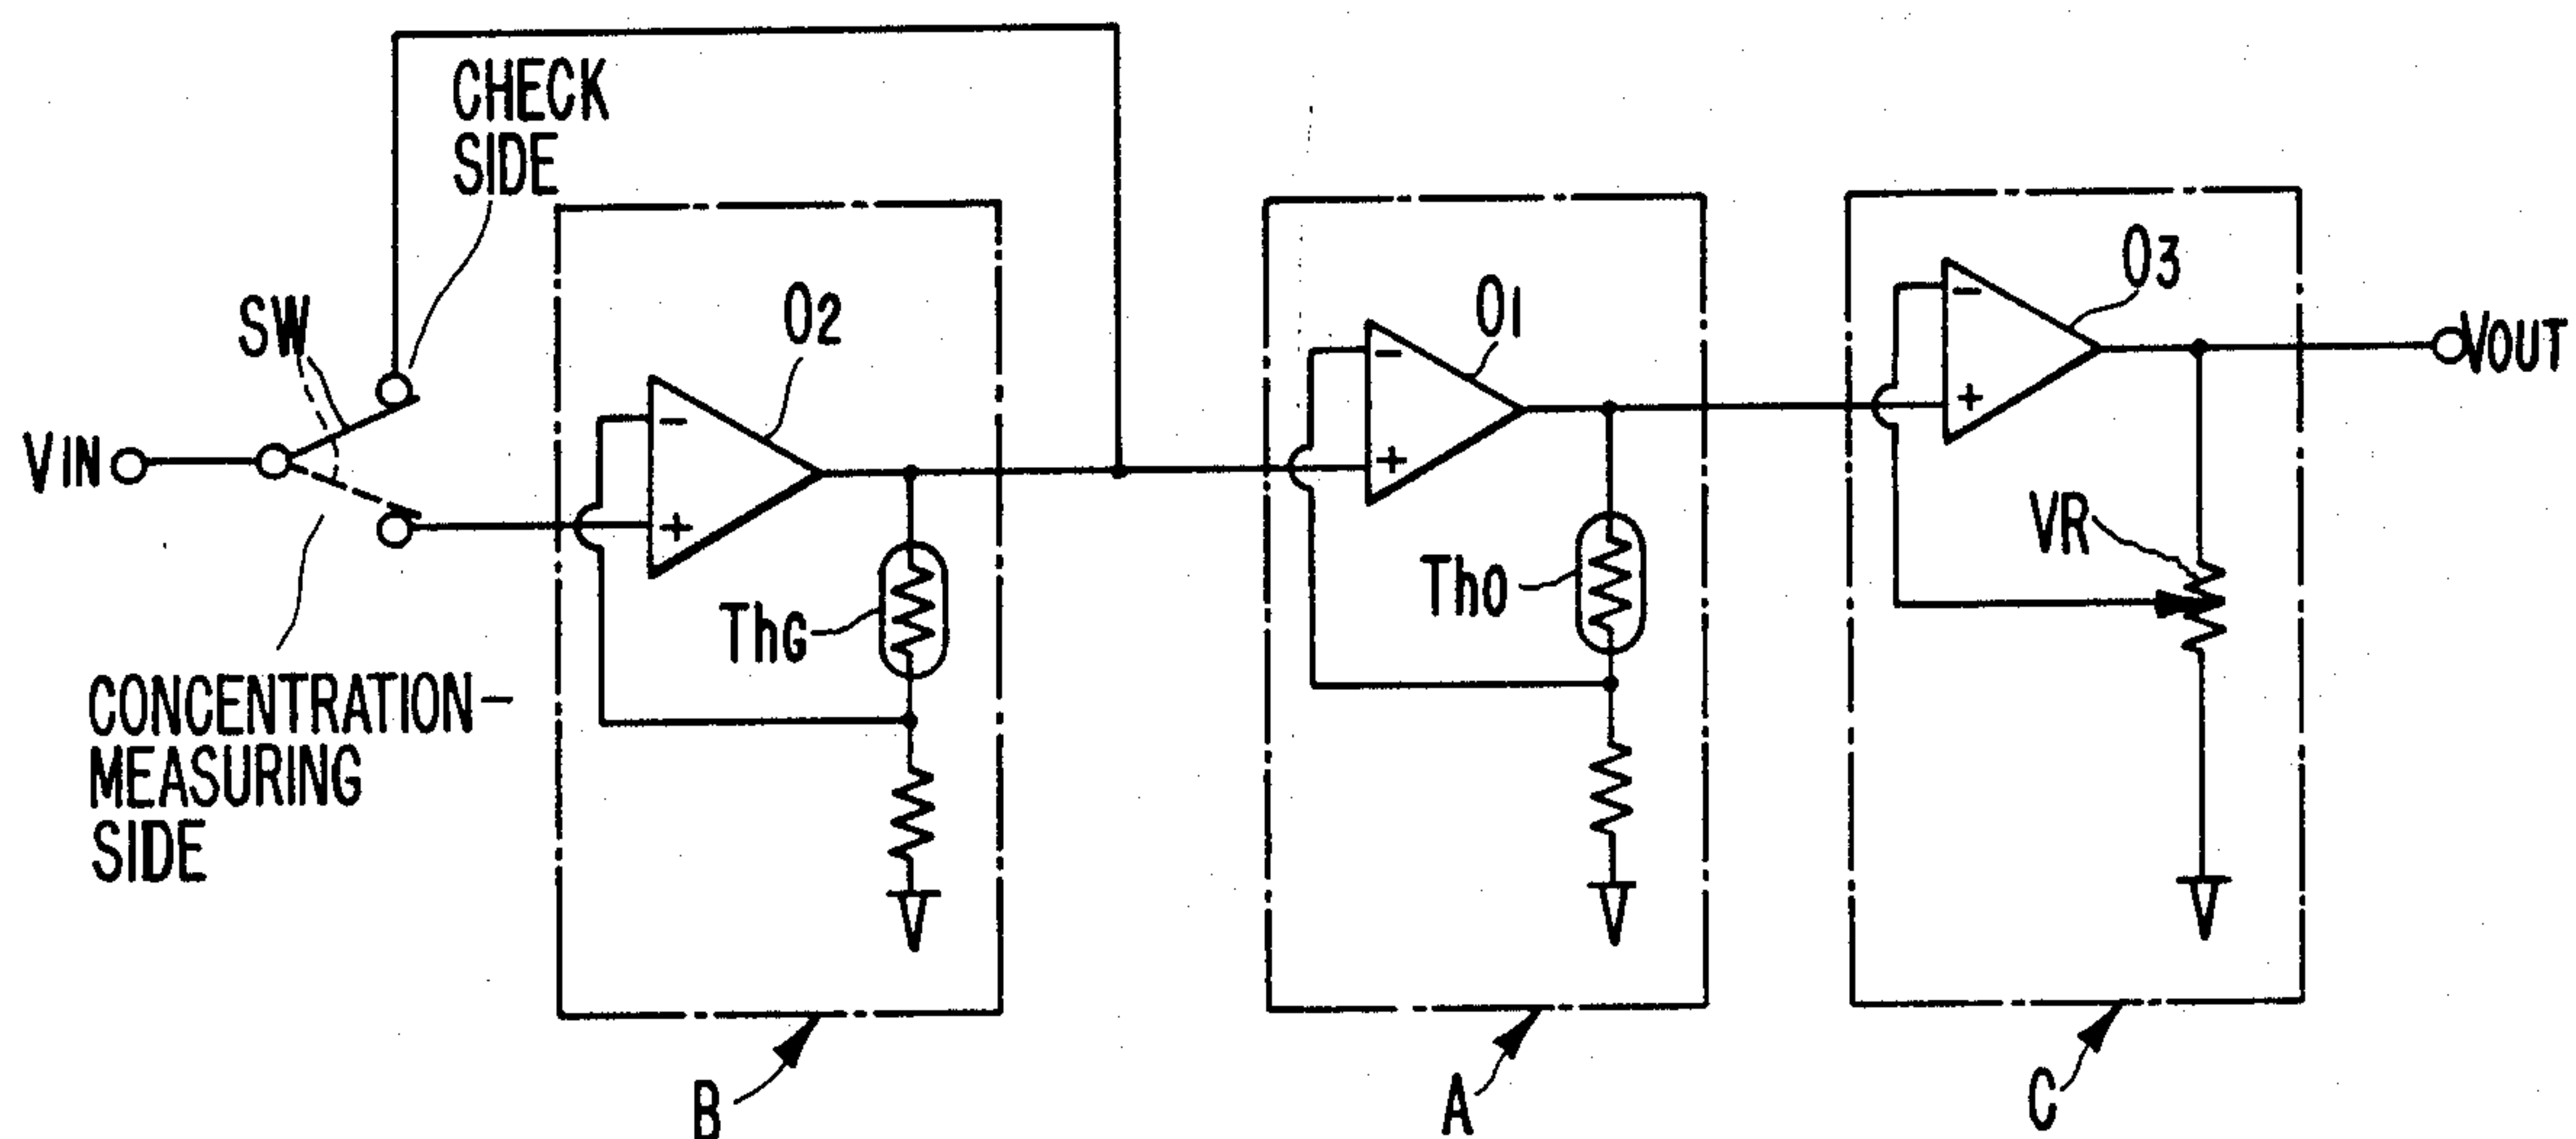 CHECK
SIDE
SW
VIN
CONCENTRATION-
MEASURING
SIDE
O2
-
+
ThG
B
O1
-
+
ThO
A
O3
-
+
VR
C
VOUT